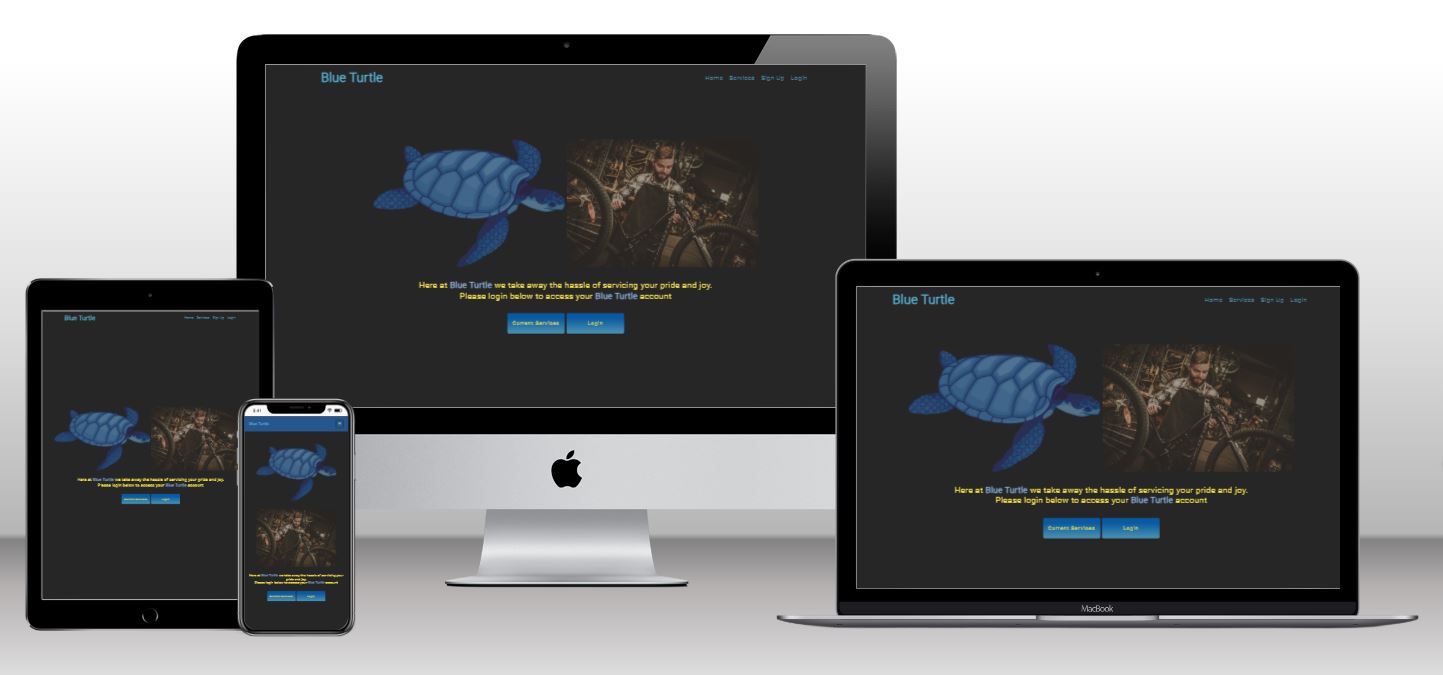 Blue Turtle
Home Services Sign Up Login
Here at Blue Turtle we take away the hassle of servicing your pride and joy.
Please login below to access your Blue Turtle account
Current Services Login
Blue Turtle
Home Services Sign Up Login
Here at Blue Turtle we take away the hassle of servicing your pride and joy.
Please login below to access your Blue Turtle account
Current Services Login
MacBook
Blue Turtle
Home Services Sign Up Login
Here at Blue Turtle we take away the hassle of servicing your pride and joy.
Please login below to access your Blue Turtle account
Login
Blue Turtle
Here at Blue Turtle we take away the hassle of servicing your
pride and joy.
Please login below to access your Blue Turtle account
Login